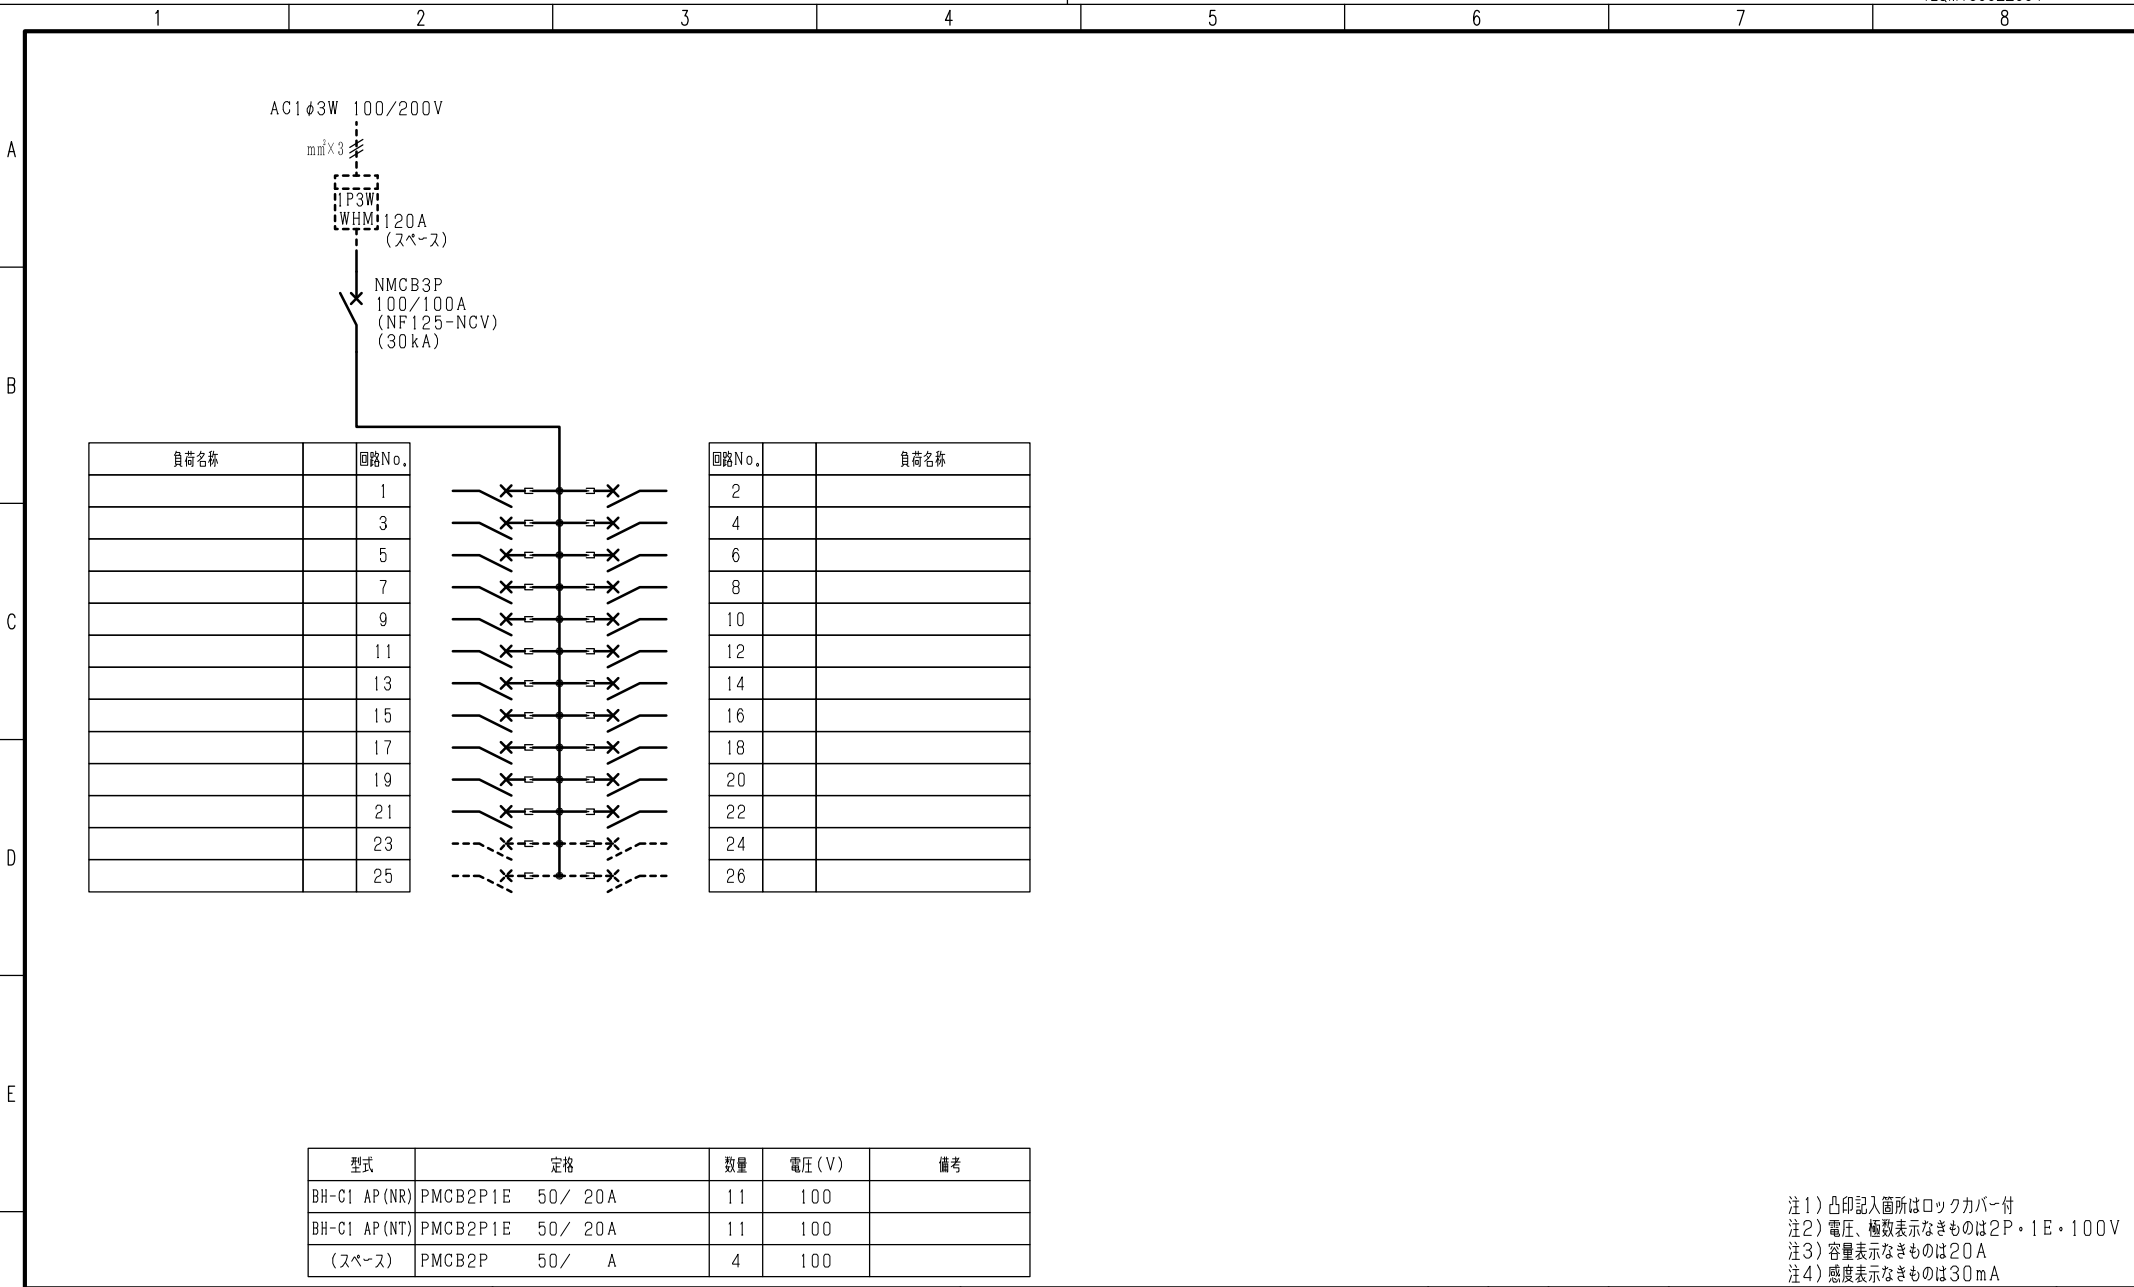 1 2 3 4 5 6 7 8
A
B
C
D
E
AC1φ3W 100/200V
mm²×3
1P3W
WHM
120A
(スペース)
NMCB3P
100/100A
(NF125-NCV)
(30kA)
負荷名称 回路No.
1
3
5
7
9
11
13
15
17
19
21
23
25
回路No. 負荷名称
2
4
6
8
10
12
14
16
18
20
22
24
26
型式 定格 数量 電圧(V) 備考
BH-C1 AP(NR) PMCB2P1E 50/ 20A 11 100
BH-C1 AP(NT) PMCB2P1E 50/ 20A 11 100
(スペース) PMCB2P 50/ A 4 100
注1)凸印記入箇所はロックカバー付
注2)電圧、極数表示なきものは2P・1E・100V
注3)容量表示なきものは20A
注4)感度表示なきものは30mA